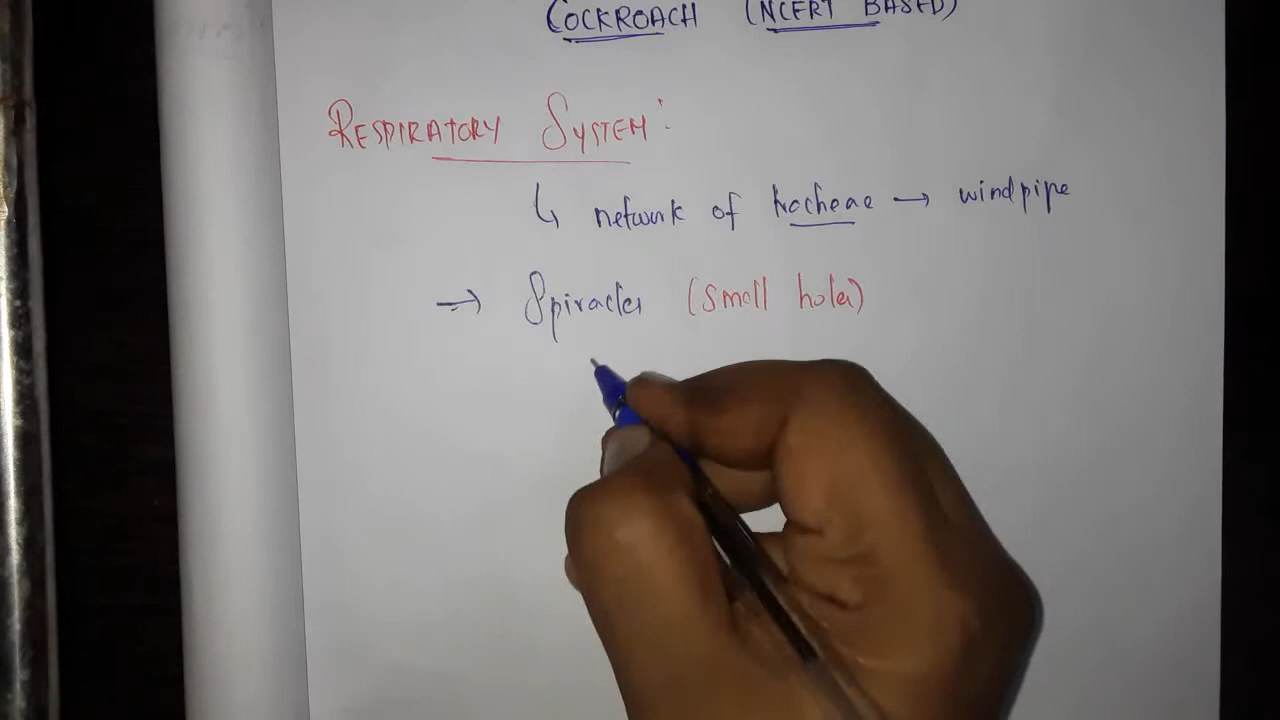 COCKROACH (NCERT BASED)
RESPIRATORY SYSTEM:
↳ network of tracheae → windpipe
→ Spiracles (small holes)